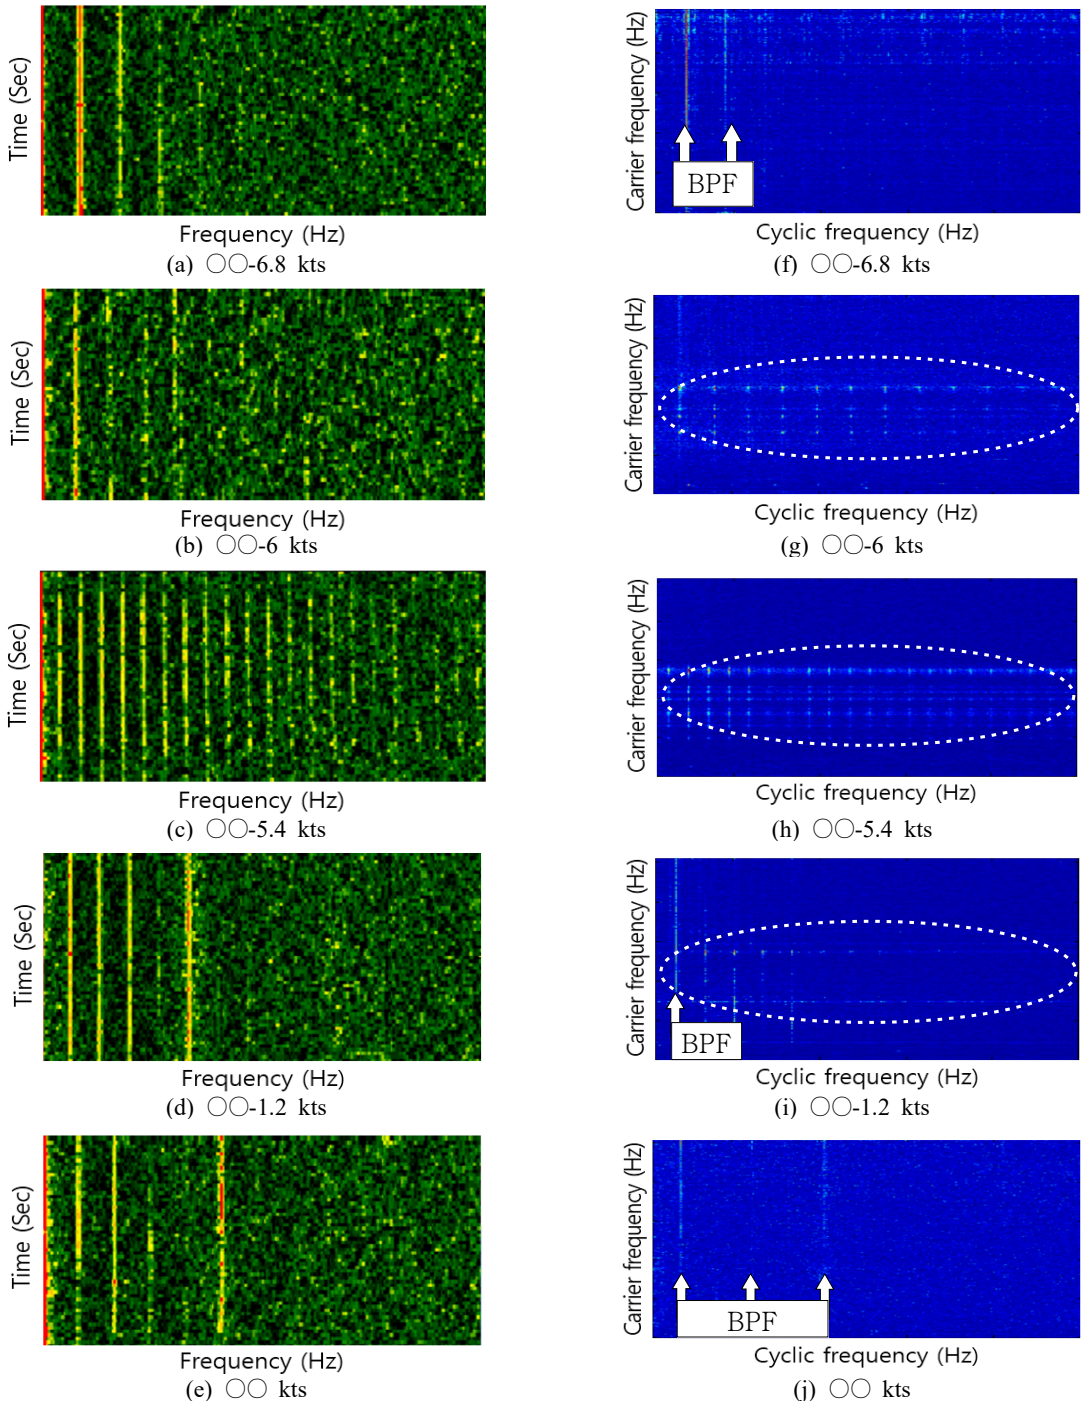 Time (Sec)
Frequency (Hz)
(a) ○○-6.8 kts
Carrier frequency (Hz)
BPF
Cyclic frequency (Hz)
(f) ○○-6.8 kts
Time (Sec)
Frequency (Hz)
(b) ○○-6 kts
Carrier frequency (Hz)
Cyclic frequency (Hz)
(g) ○○-6 kts
Time (Sec)
Frequency (Hz)
(c) ○○-5.4 kts
Carrier frequency (Hz)
Cyclic frequency (Hz)
(h) ○○-5.4 kts
Time (Sec)
Frequency (Hz)
(d) ○○-1.2 kts
Carrier frequency (Hz)
BPF
Cyclic frequency (Hz)
(i) ○○-1.2 kts
Time (Sec)
Frequency (Hz)
(e) ○○ kts
Carrier frequency (Hz)
BPF
Cyclic frequency (Hz)
(j) ○○ kts